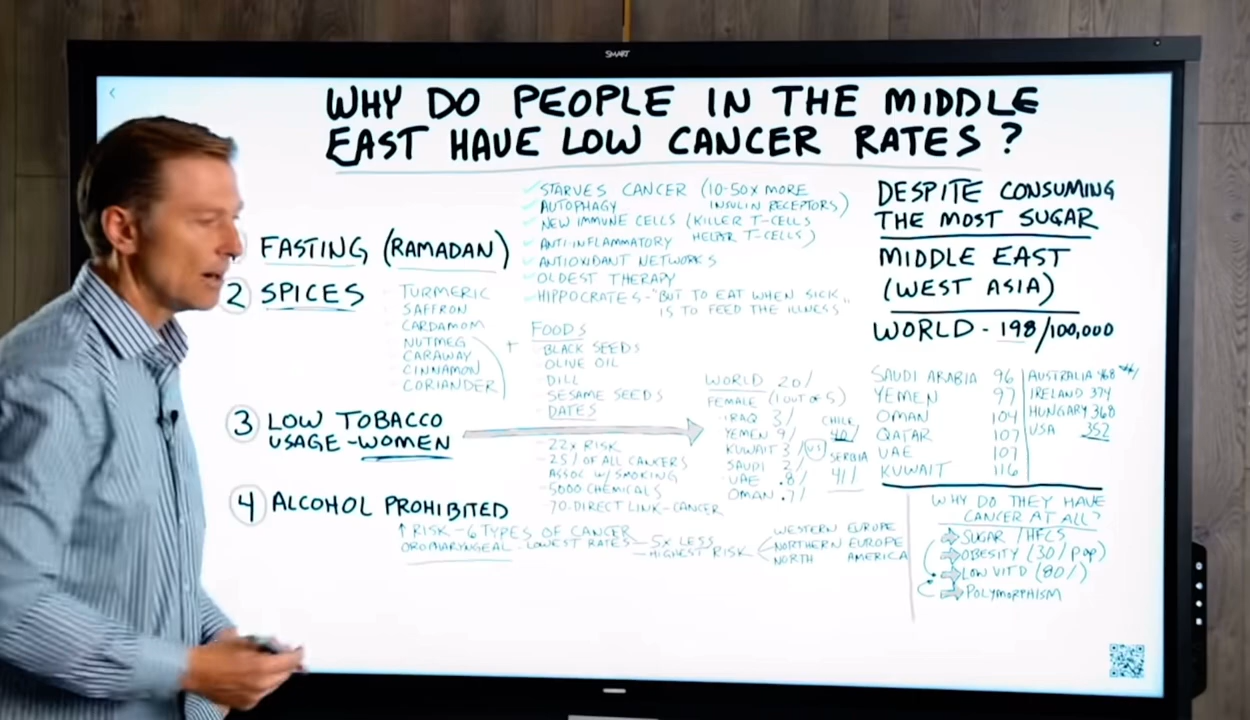 SMART
WHY DO PEOPLE IN THE MIDDLE
EAST HAVE LOW CANCER RATES?
FASTING (RAMADAN)
STARVES CANCER (10-50X MORE
INSULIN RECEPTORS)
AUTOPHAGY
NEW IMMUNE CELLS (KILLER T-CELLS
HELPER T-CELLS)
ANTI-INFLAMMATORY
ANTIOXIDANT NETWORKS
OLDEST THERAPY
HIPPOCRATES-"BUT TO EAT WHEN SICK,
IS TO FEED THE ILLNESS"
2 SPICES
TURMERIC
SAFFRON
CARDAMOM
NUTMEG
CARAWAY
CINNAMON
CORIANDER
+
FOODS
BLACK SEEDS
OLIVE OIL
DILL
SESAME SEEDS
DATES
3 LOW TOBACCO
USAGE-WOMEN
22X RISK
25/ OF ALL CANCERS
ASSOC W/SMOKING
5000 CHEMICALS
70-DIRECT LINK-CANCER
WORLD 20/
FEMALE (1 OUT OF 5)
IRAQ 3/
YEMEN 9/
KUWAIT 3/
SAUDI 2/
UAE .8/
OMAN .7/
VS
CHILE
40/
SERBIA
41/
4 ALCOHOL PROHIBITED
↑ RISK - 6 TYPES OF CANCER
OROPHARYNGEAL - LOWEST RATES - 5X LESS
- HIGHEST RISK
WESTERN EUROPE
NORTHERN EUROPE
NORTH AMERICA
DESPITE CONSUMING
THE MOST SUGAR
MIDDLE EAST
(WEST ASIA)
WORLD - 198/100,000
SAUDI ARABIA 96
YEMEN 97
OMAN 104
QATAR 107
UAE 107
KUWAIT 116
AUSTRALIA 468
IRELAND 374
HUNGARY 368
USA 352
WHY DO THEY HAVE
CANCER AT ALL?
SUGAR /HFCS
OBESITY (30/ POP)
LOW VIT D (80/)
POLYMORPHISM